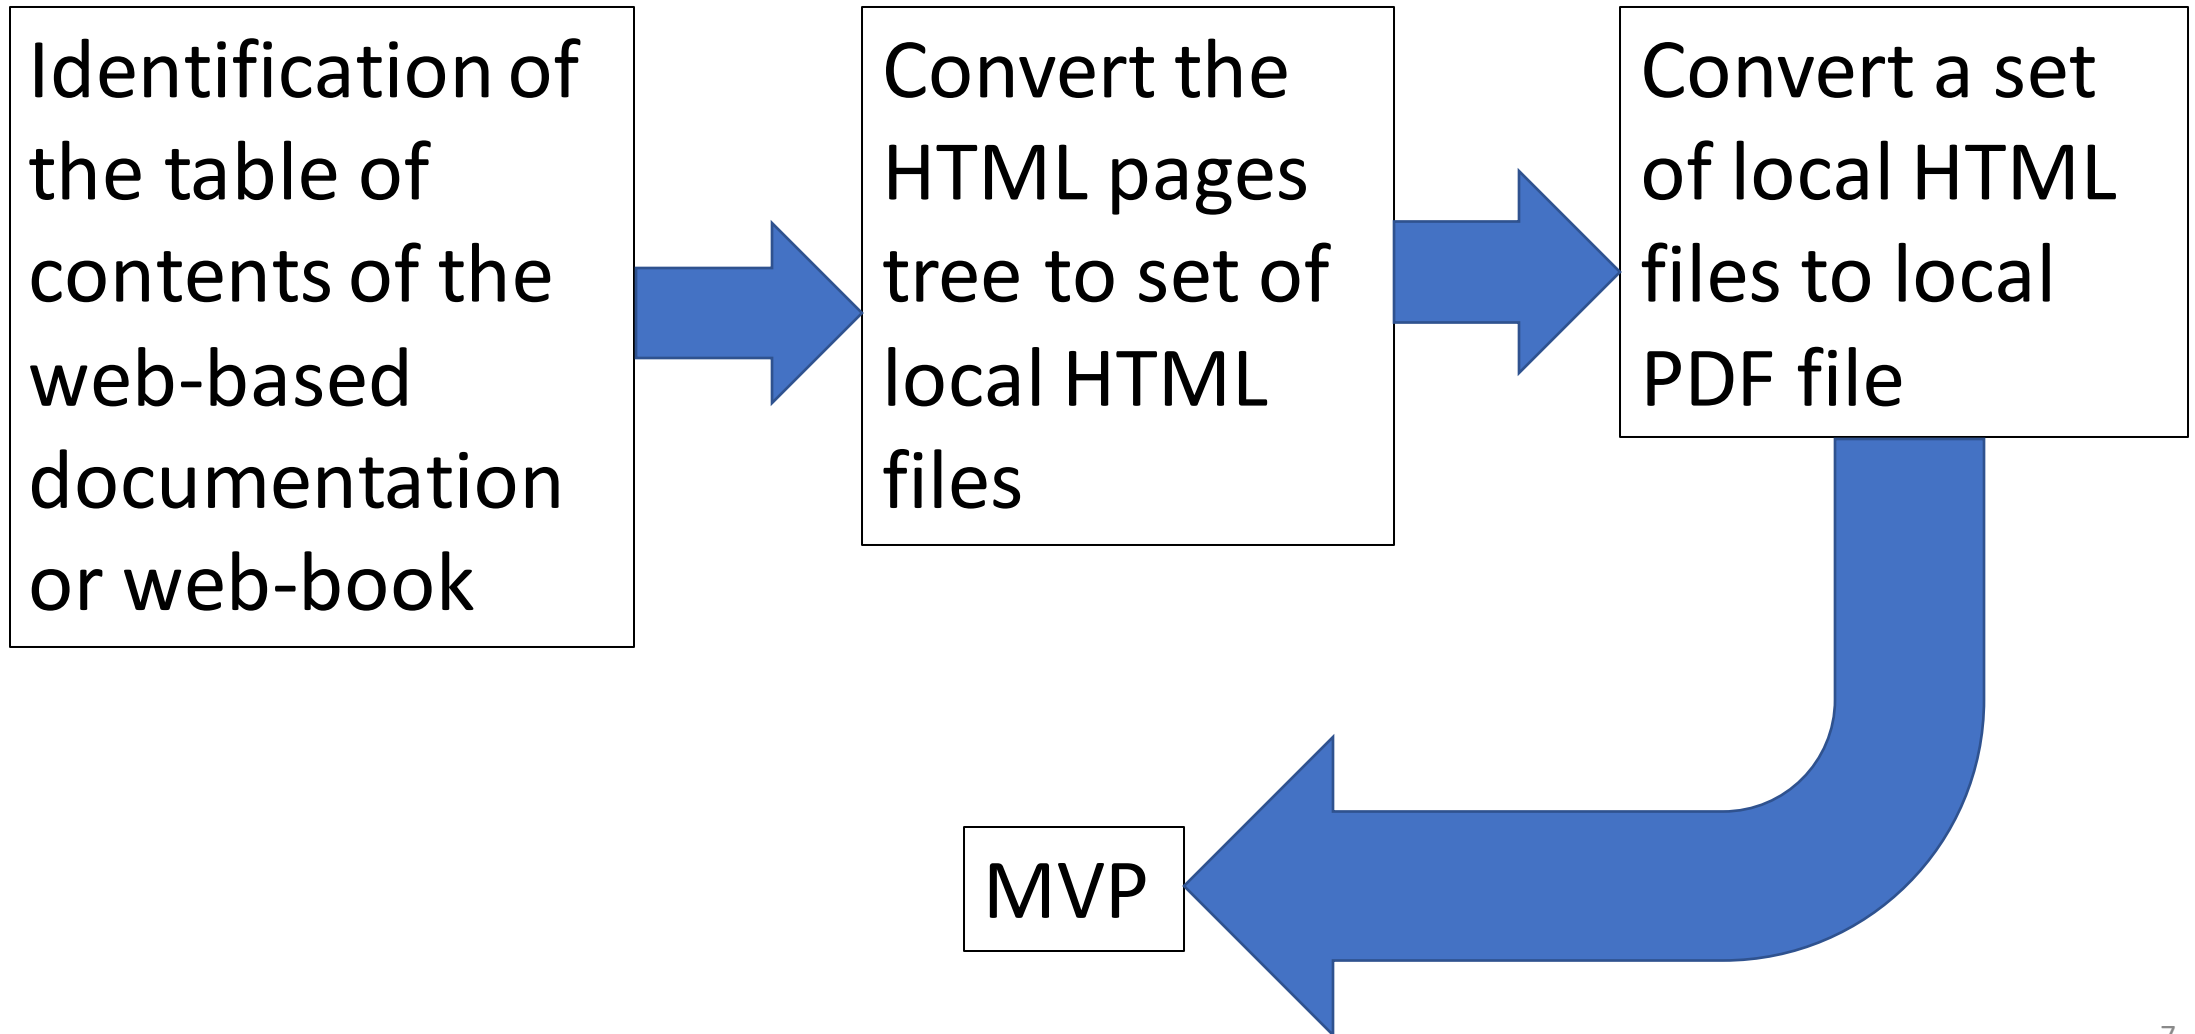 Identification of
the table of
contents of the
web-based
documentation
or web-book
Convert the
HTML pages
tree to set of
local HTML
files
Convert a set
of local HTML
files to local
PDF file
MVP
7